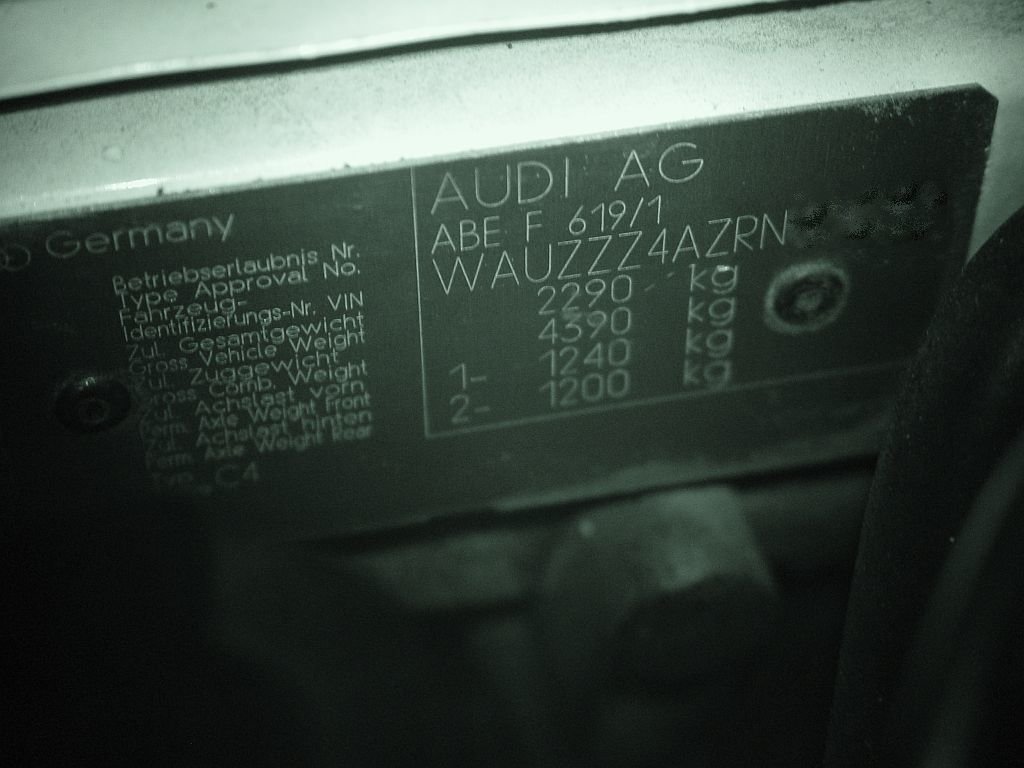 Germany
Betriebserlaubnis Nr.
Type Approval No.
Fahrzeug-
Identifizierungs-Nr. VIN
Zul. Gesamtgewicht
Gross Vehicle Weight
Zul. Zuggewicht
Gross Comb. Weight
Zul. Achslast vorn
Perm. Axle Weight Front
Zul. Achslast hinten
Perm. Axle Weight Rear
Typ C4
AUDI AG
ABE F 619/1
WAUZZZ4AZRN
2290 kg
4390 kg
1- 1240 kg
2- 1200 kg